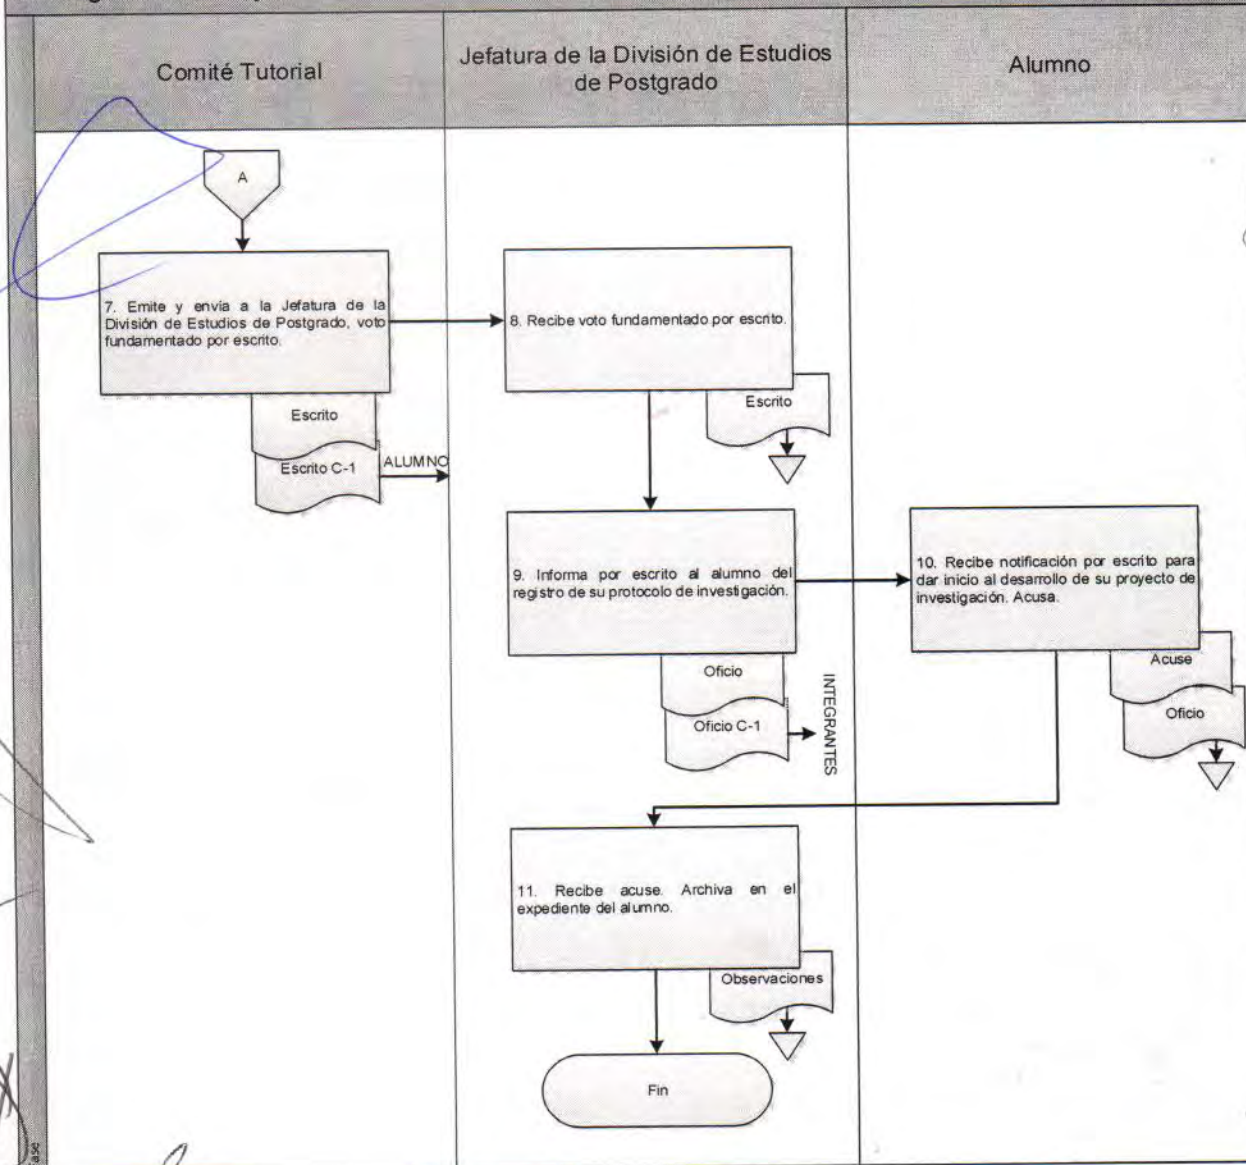 Comité Tutorial
Jefatura de la División de Estudios
de Postgrado
Alumno
A
7. Emite y envía a la Jefatura de la
División de Estudios de Postgrado, voto
fundamentado por escrito.
8. Recibe voto fundamentado por escrito.
Escrito
Escrito C-1
ALUMNO
Escrito
9. Informa por escrito al alumno del
registro de su protocolo de investigación.
10. Recibe notificación por escrito para
dar inicio al desarrollo de su proyecto de
investigación. Acusa.
Oficio
Oficio C-1
INTEGRANTES
Acuse
Oficio
11. Recibe acuse. Archiva en el
expediente del alumno.
Observaciones
Fin